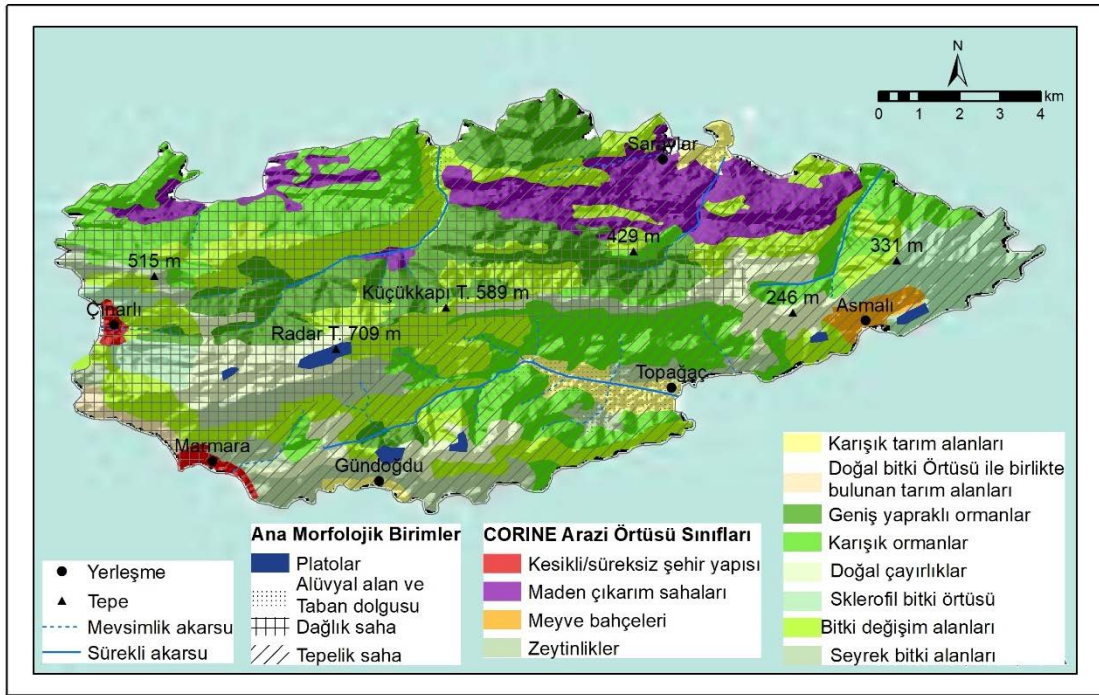 N
0 1 2 3 4 km
Saraylar
429 m
331 m
515 m
Küçükkapı T. 589 m
246 m
Asmalı
Çınarlı
Radar T. 709 m
Topağaç
Marmara
Gündoğdu
Yerleşme
Tepe
Mevsimlik akarsu
Sürekli akarsu
Ana Morfolojik Birimler
Platolar
Alüvyal alan ve
Taban dolgusu
Dağlık saha
Tepelik saha
CORINE Arazi Örtüsü Sınıfları
Kesikli/süreksiz şehir yapısı
Maden çıkarım sahaları
Meyve bahçeleri
Zeytinlikler
Karışık tarım alanları
Doğal bitki Örtüsü ile birlikte
bulunan tarım alanları
Geniş yapraklı ormanlar
Karışık ormanlar
Doğal çayırlıklar
Sklerofil bitki örtüsü
Bitki değişim alanları
Seyrek bitki alanları